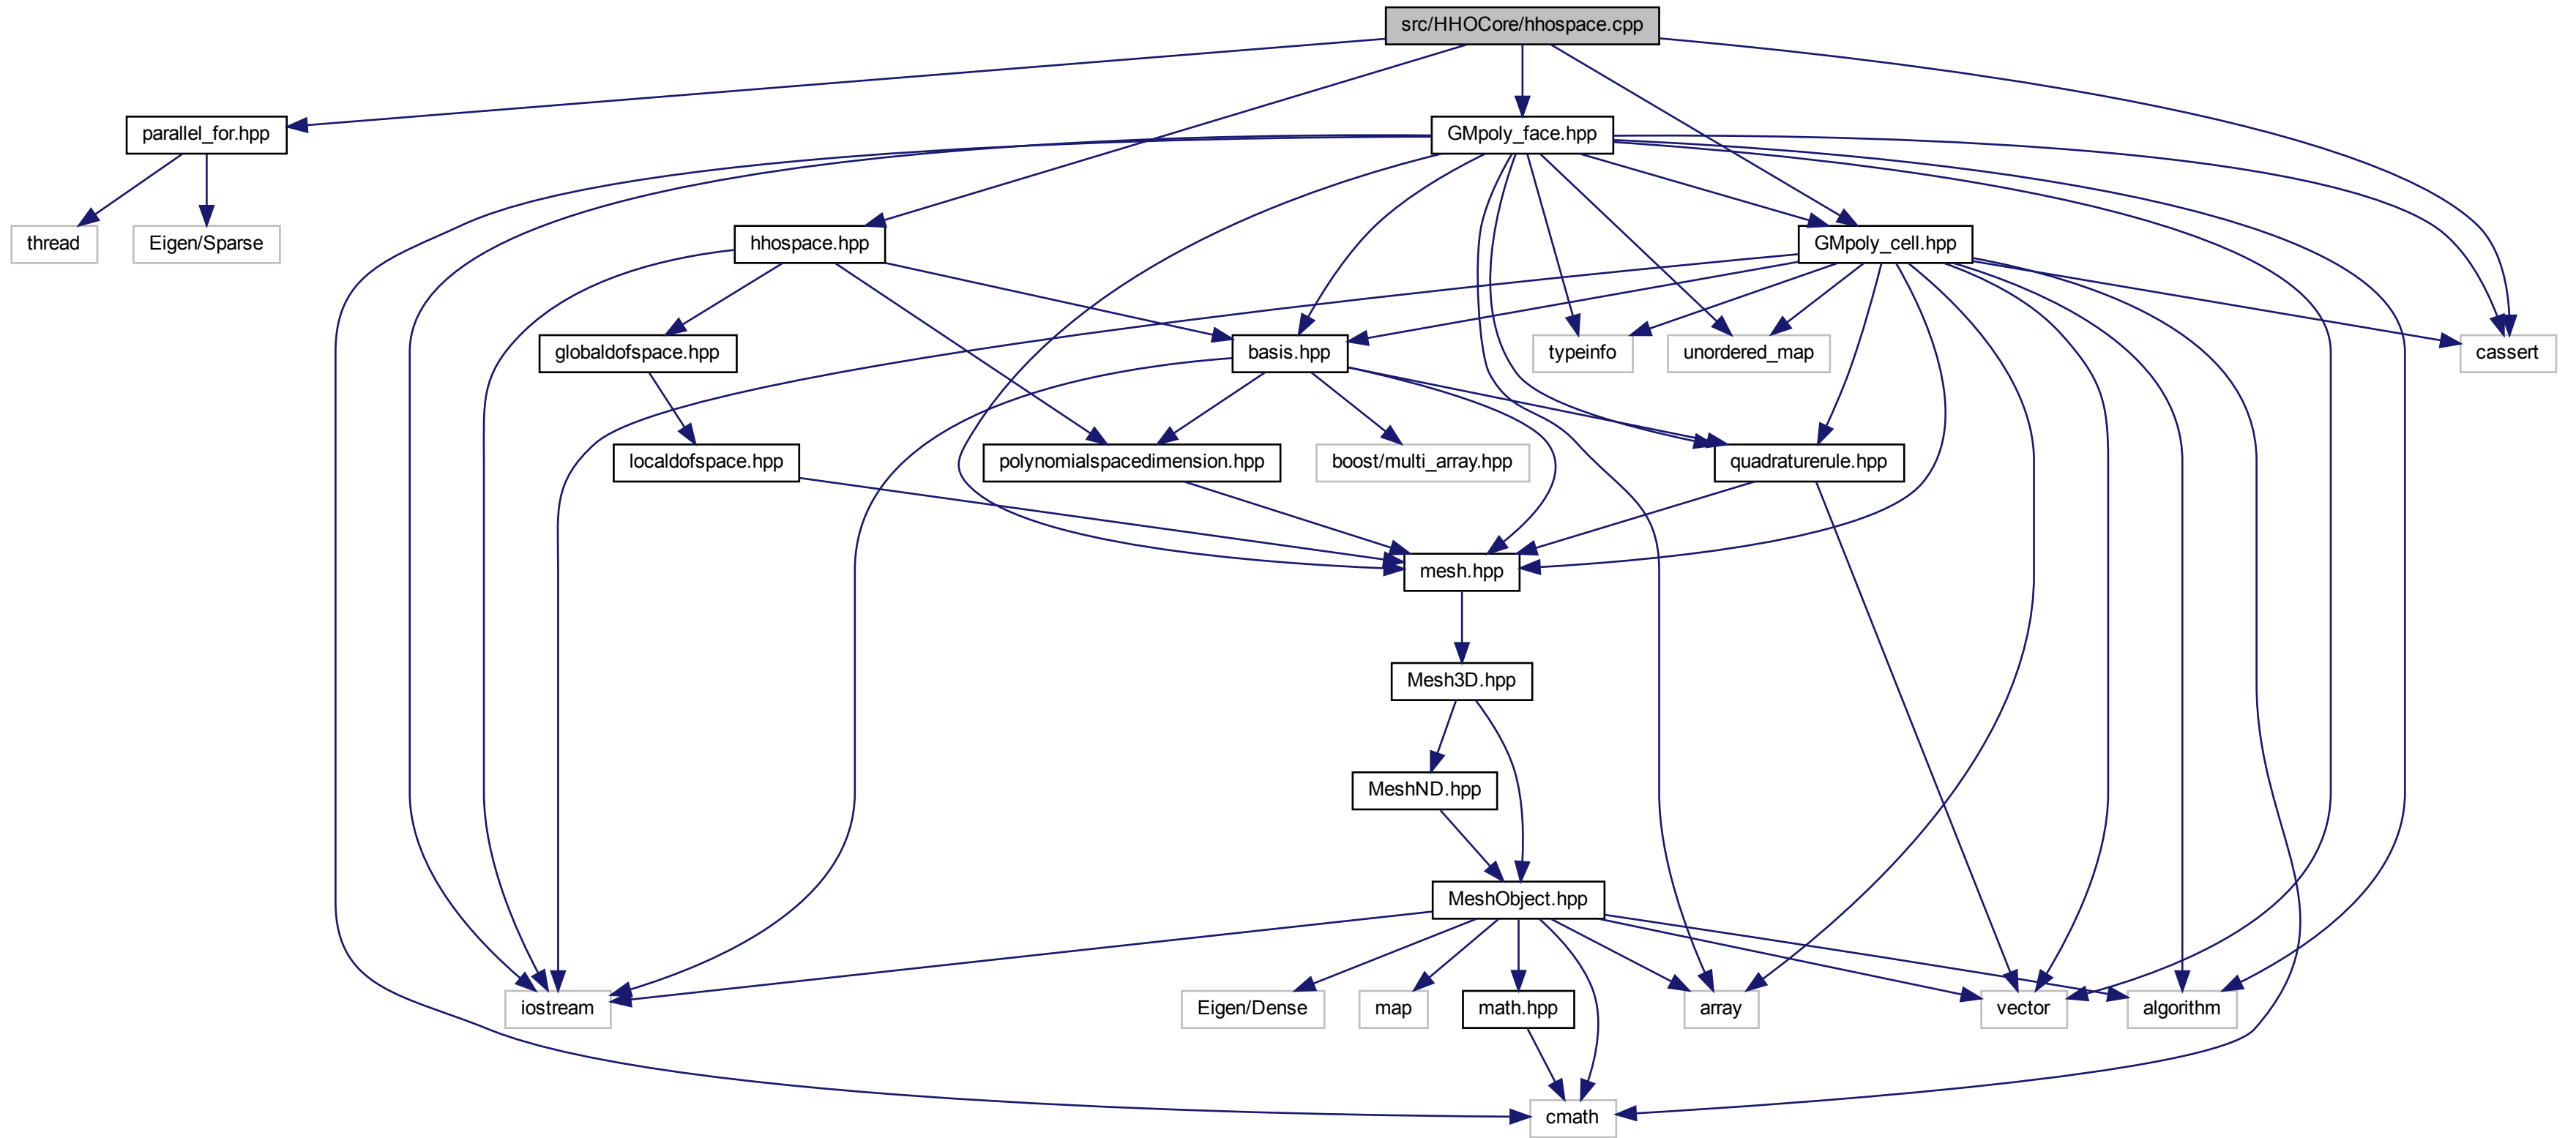 src/HHOCore/hhospace.cpp
parallel_for.hpp
GMpoly_face.hpp
thread
Eigen/Sparse
hhospace.hpp
GMpoly_cell.hpp
globaldofspace.hpp
basis.hpp
typeinfo
unordered_map
cassert
localdofspace.hpp
polynomialspacedimension.hpp
boost/multi_array.hpp
quadraturerule.hpp
mesh.hpp
Mesh3D.hpp
MeshND.hpp
MeshObject.hpp
iostream
Eigen/Dense
map
math.hpp
array
vector
algorithm
cmath